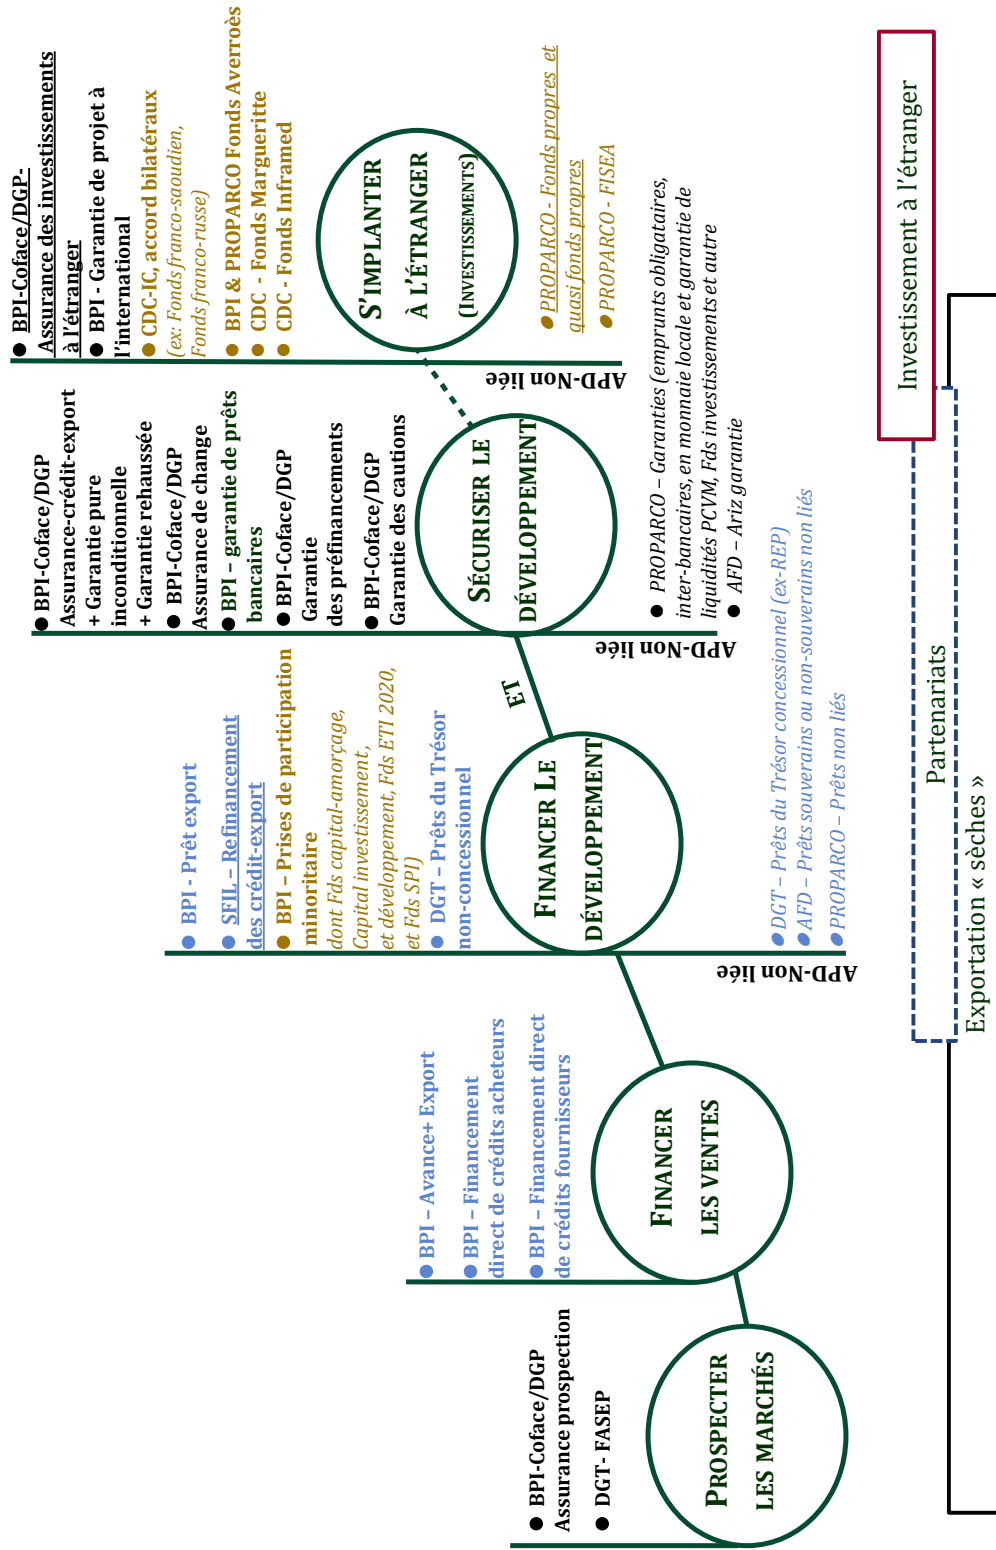 ● BPI-Coface/DGP
Assurance prospection
● DGT- FASEP
PROSPECTER
LES MARCHÉS
● BPI – Avance+ Export
● BPI – Financement
direct de crédits acheteurs
● BPI – Financement direct
de crédits fournisseurs
FINANCER
LES VENTES
● BPI - Prêt export
● SFIL – Refinancement
des crédit-export
● BPI – Prises de participation
minoritaire
dont Fds capital-amorçage,
Capital investissement,
et développement, Fds ETI 2020,
et Fds SPI)
● DGT – Prêts du Trésor
non-concessionnel
FINANCER LE
DÉVELOPPEMENT
APD-Non liée
● DGT – Prêts du Trésor concessionnel (ex-REP)
● AFD – Prêts souverains ou non-souverains non liés
● PROPARCO – Prêts non liés
ET
● BPI-Coface/DGP
Assurance-crédit-export
+ Garantie pure
inconditionnelle
+ Garantie rehaussée
● BPI-Coface/DGP
Assurance de change
● BPI – garantie de prêts
bancaires
● BPI-Coface/DGP
Garantie
des préfinancements
● BPI-Coface/DGP
Garantie des cautions
SÉCURISER LE
DÉVELOPPEMENT
APD-Non liée
● PROPARCO – Garanties (emprunts obligataires,
inter-bancaires, en monnaie locale et garantie de
liquidités PCVM, Fds investissements et autre
● AFD – Ariz garantie
● BPI-Coface/DGP-
Assurance des investissements
à l'étranger
● BPI - Garantie de projet à
l'international
● CDC-IC, accord bilatéraux
(ex: Fonds franco-saoudien,
Fonds franco-russe)
● BPI & PROPARCO Fonds Averroès
● CDC - Fonds Margueritte
● CDC - Fonds Inframed
S'IMPLANTER
À L'ÉTRANGER
(INVESTISSEMENTS)
APD-Non liée
● PROPARCO - Fonds propres et
quasi fonds propres
● PROPARCO - FISEA
Investissement à l'étranger
Partenariats
Exportation « sèches »